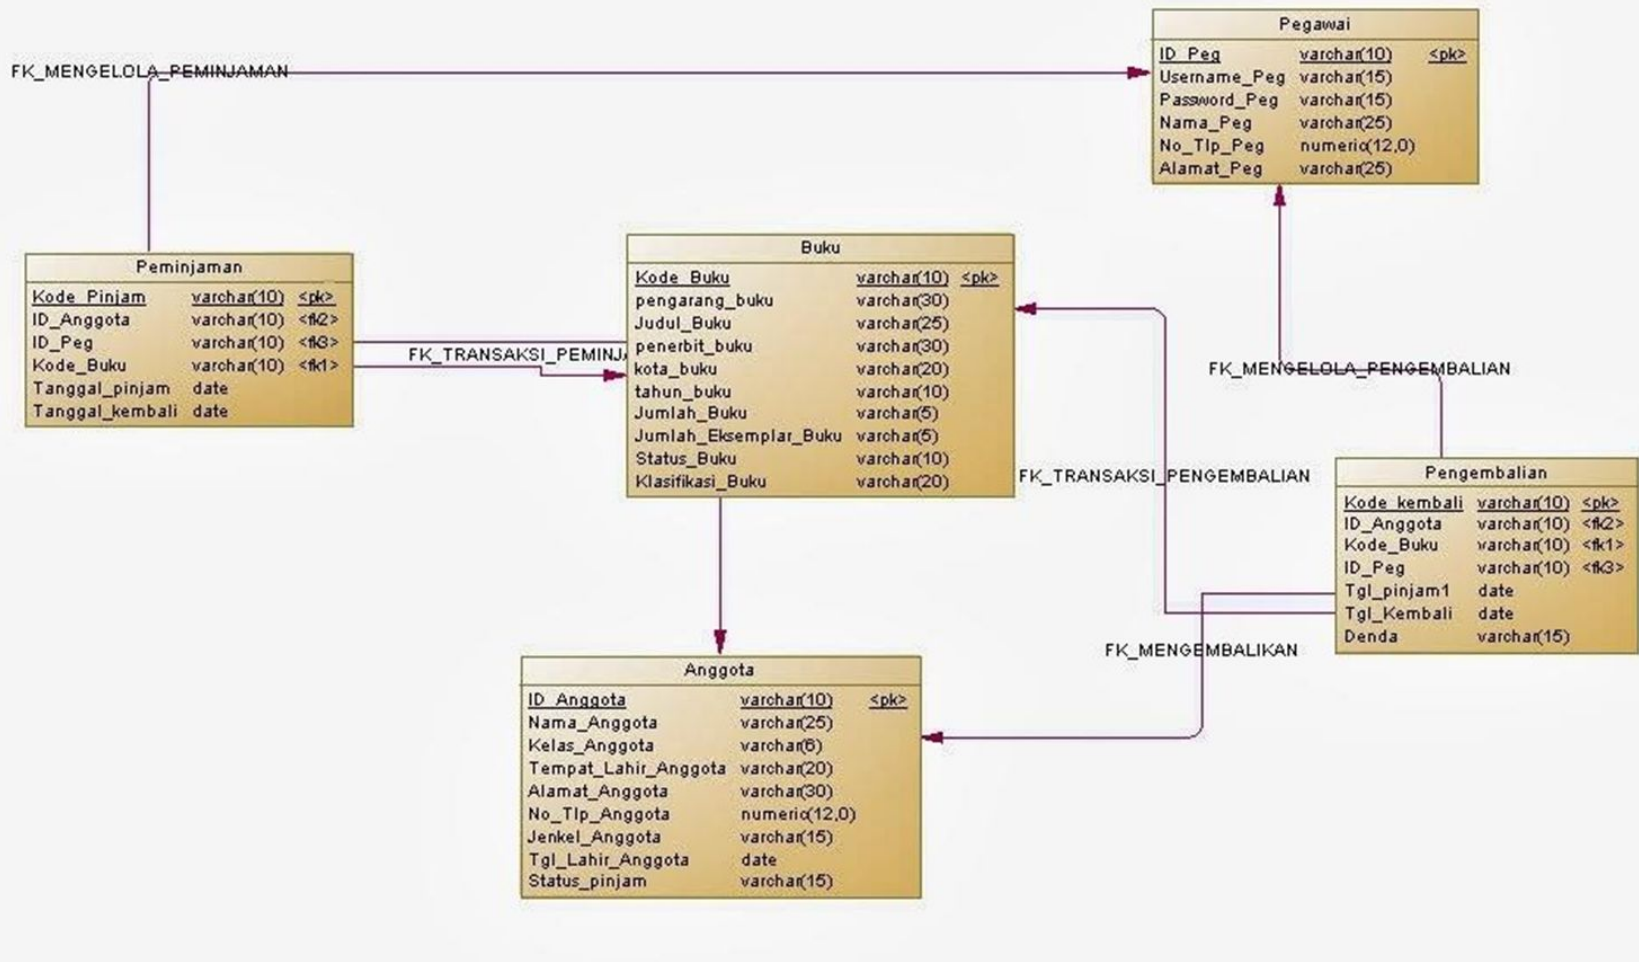 Pegawai
ID_Peg varchar(10) <pk>
Username_Peg varchar(15)
Password_Peg varchar(15)
Nama_Peg varchar(25)
No_Tlp_Peg numeric(12,0)
Alamat_Peg varchar(25)
FK_MENGELOLA_PEMINJAMAN
Peminjaman
Kode_Pinjam varchar(10) <pk>
ID_Anggota varchar(10) <fk2>
ID_Peg varchar(10) <fk3>
Kode_Buku varchar(10) <fk1>
Tanggal_pinjam date
Tanggal_kembali date
FK_TRANSAKSI_PEMINJ
Buku
Kode_Buku varchar(10) <pk>
pengarang_buku varchar(30)
Judul_Buku varchar(25)
penerbit_buku varchar(30)
kota_buku varchar(20)
tahun_buku varchar(10)
Jumlah_Buku varchar(5)
Jumlah_Eksemplar_Buku varchar(5)
Status_Buku varchar(10)
Klasifikasi_Buku varchar(20)
FK_MENGELOLA_PENGEMBALIAN
FK_TRANSAKSI_PENGEMBALIAN
Pengembalian
Kode_kembali varchar(10) <pk>
ID_Anggota varchar(10) <fk2>
Kode_Buku varchar(10) <fk1>
ID_Peg varchar(10) <fk3>
Tgl_pinjam1 date
Tgl_Kembali date
Denda varchar(15)
FK_MENGEMBALIKAN
Anggota
ID_Anggota varchar(10) <pk>
Nama_Anggota varchar(25)
Kelas_Anggota varchar(6)
Tempat_Lahir_Anggota varchar(20)
Alamat_Anggota varchar(30)
No_Tlp_Anggota numeric(12,0)
Jenkel_Anggota varchar(15)
Tgl_Lahir_Anggota date
Status_pinjam varchar(15)